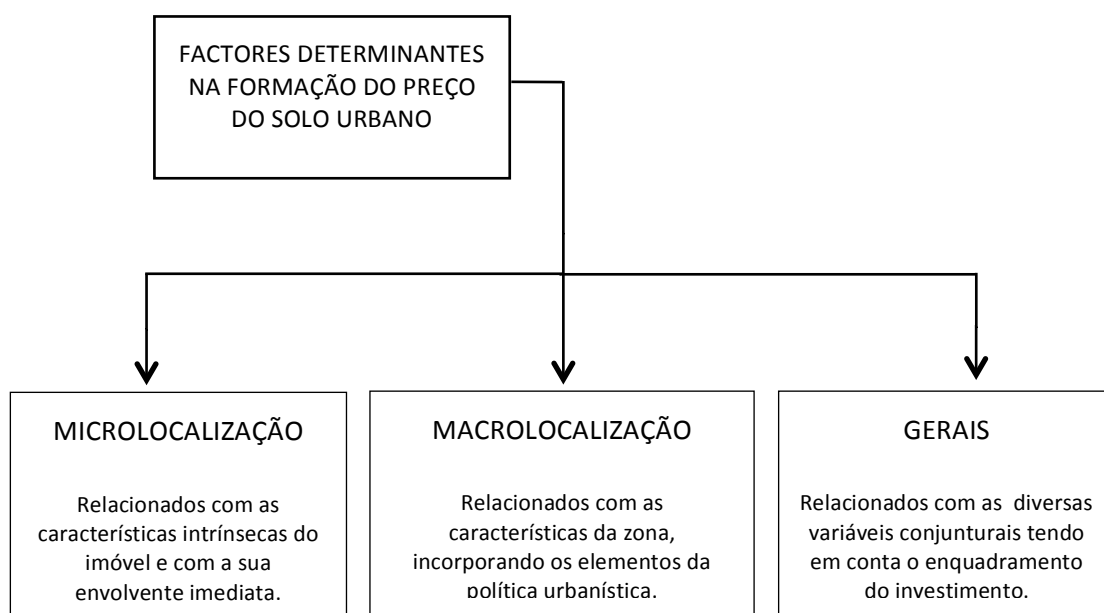 FACTORES DETERMINANTES
NA FORMAÇÃO DO PREÇO
DO SOLO URBANO
MICROLOCALIZAÇÃO
Relacionados com as
características intrínsecas do
imóvel e com a sua
envolvente imediata.
MACROLOCALIZAÇÃO
Relacionados com as
características da zona,
incorporando os elementos da
política urbanística.
GERAIS
Relacionados com as diversas
variáveis conjunturais tendo
em conta o enquadramento
do investimento.